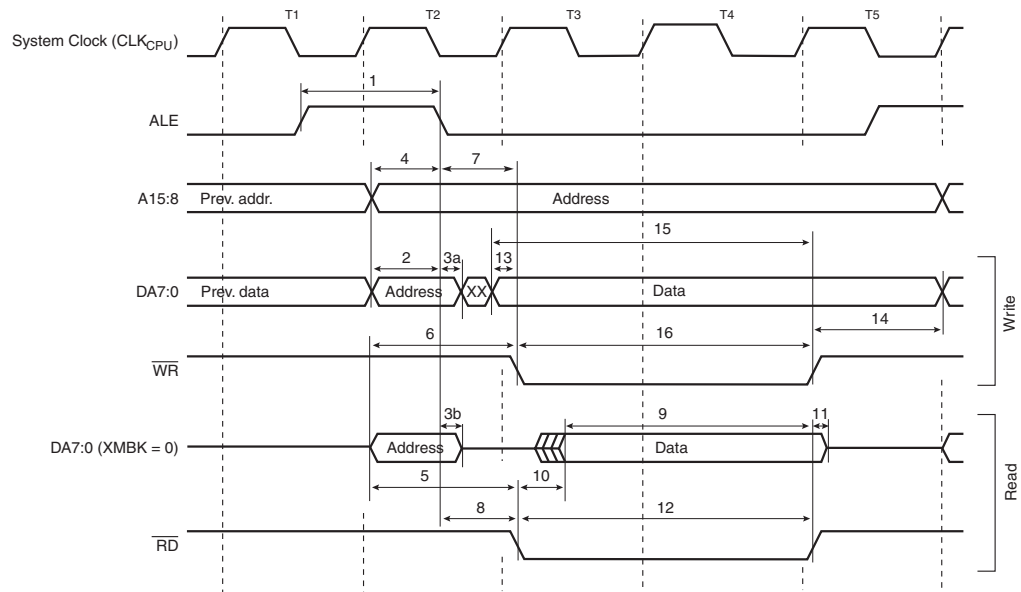 T1 T2 T3 T4 T5
System Clock (CLKCPU)
1
ALE
4 7
A15:8 Prev. addr. Address
15
2 3a 13
DA7:0 Prev. data Address XX Data
14
6 16
WR
Write
3b 9 11
DA7:0 (XMBK = 0) Address Data
5 10
8 12
RD
Read